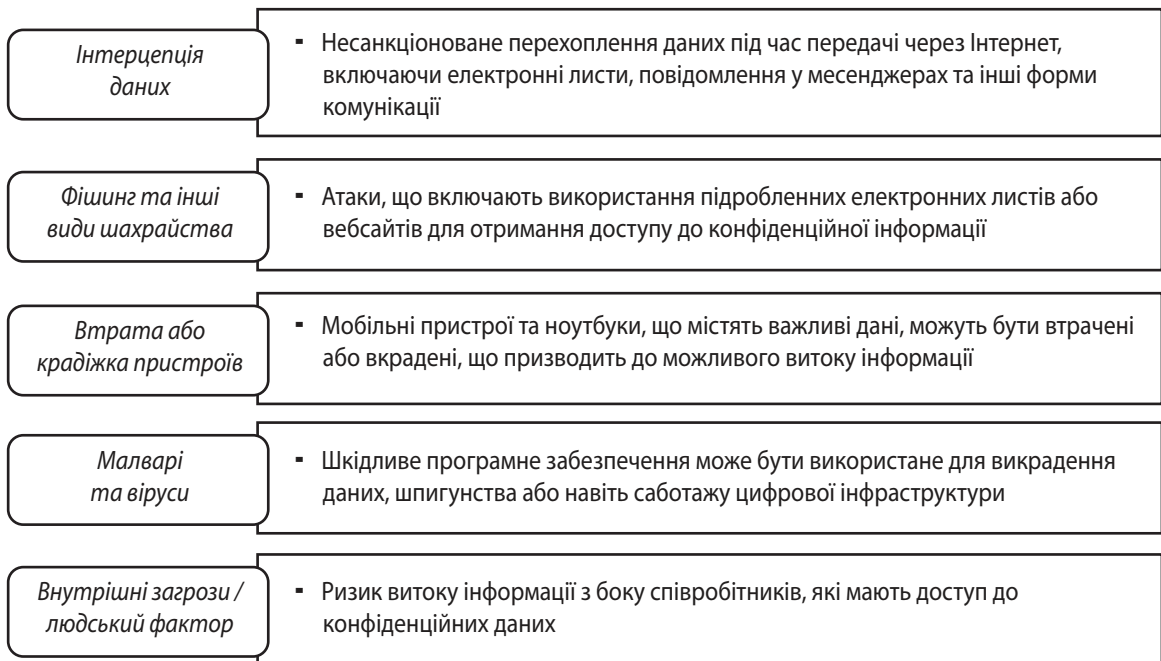 Інтерцепція
даних
▪ Несанкціоноване перехоплення даних під час передачі через Інтернет,
включаючи електронні листи, повідомлення у месенджерах та інші форми
комунікації
Фішинг та інші
види шахрайства
▪ Атаки, що включають використання підробленних електронних листів або
вебсайтів для отримання доступу до конфіденційної інформації
Втрата або
крадіжка пристроїв
▪ Мобільні пристрої та ноутбуки, що містять важливі дані, можуть бути втрачені
або вкрадені, що призводить до можливого витоку інформації
Малварі
та віруси
▪ Шкідливе програмне забезпечення може бути використане для викрадення
даних, шпигунства або навіть саботажу цифрової інфраструктури
Внутрішні загрози /
людський фактор
▪ Ризик витоку інформації з боку співробітників, які мають доступ до
конфіденційних даних